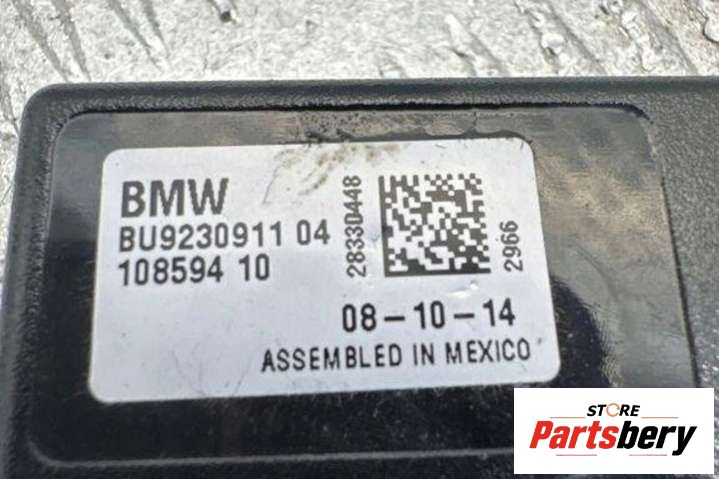 BMW
BU9230911 04
108594 10
28330448
2966
08-10-14
ASSEMBLED IN MEXICO
STORE
Partsbery